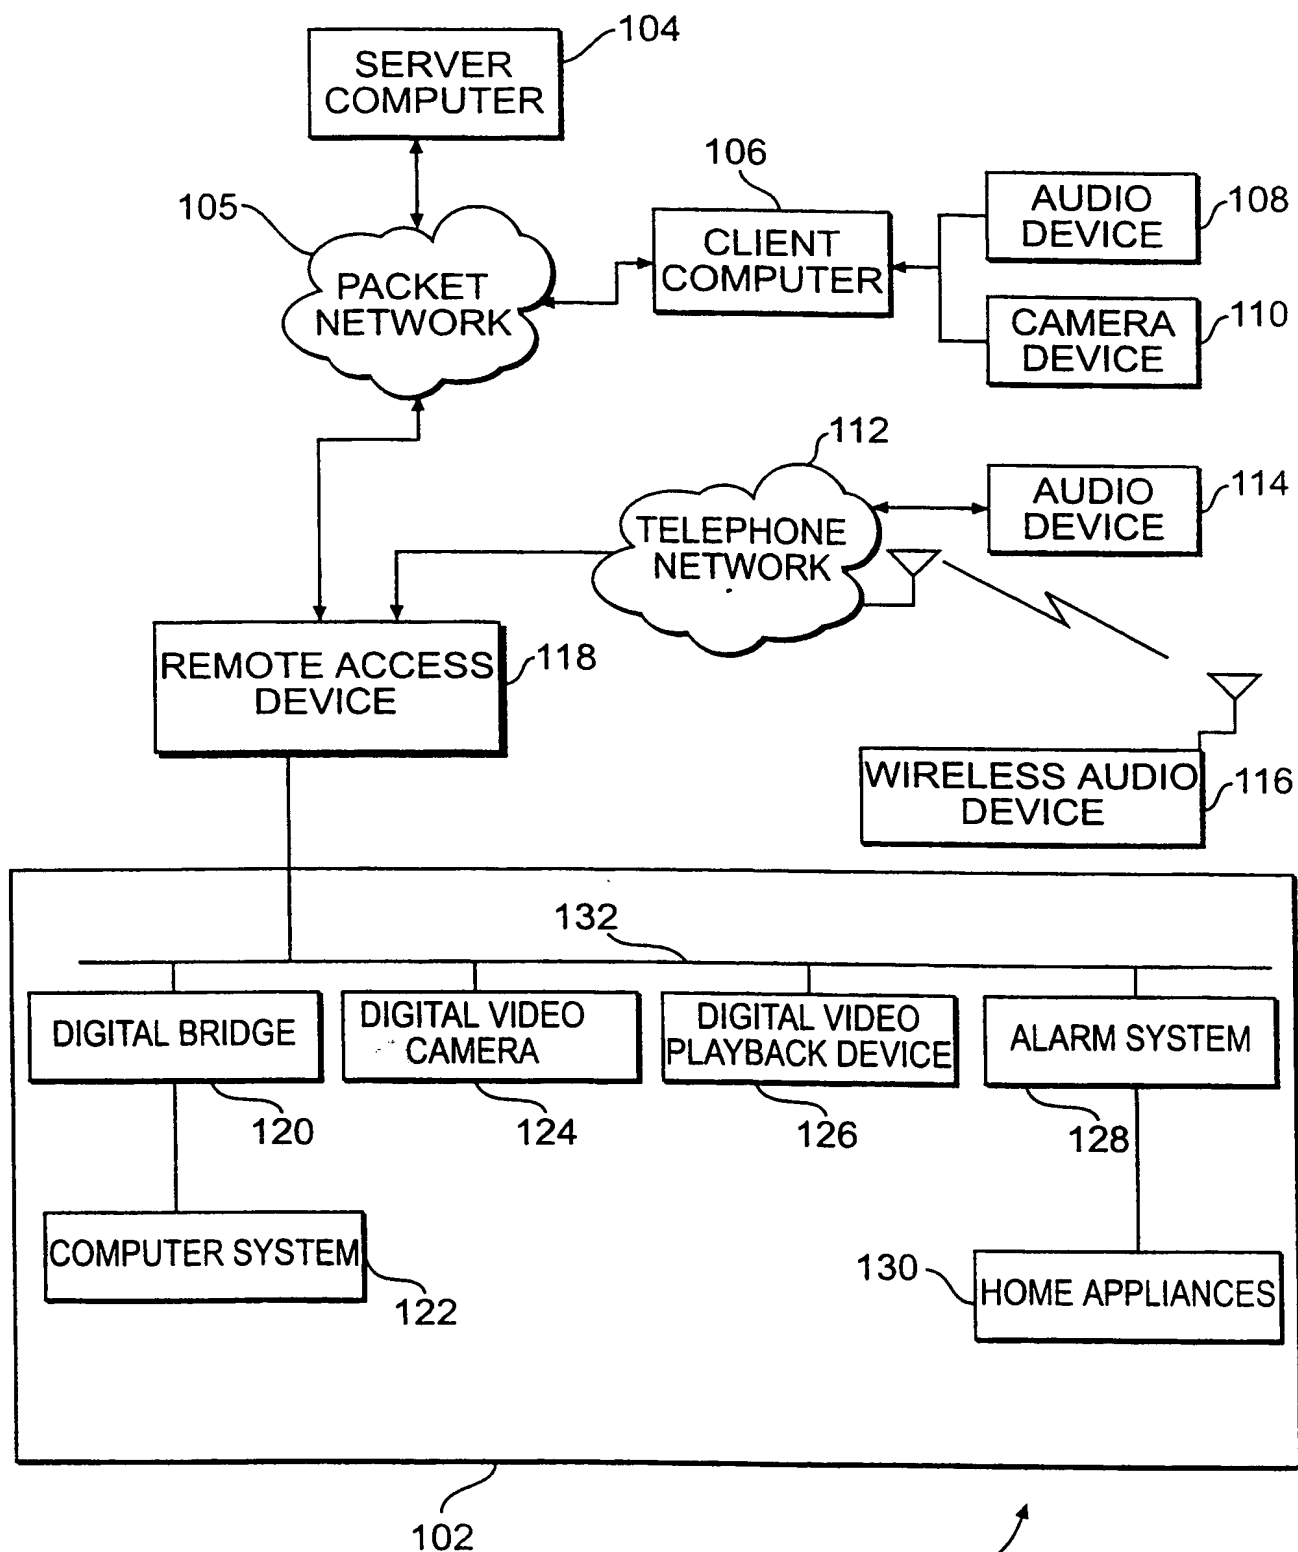 104
SERVER
COMPUTER
106
105
AUDIO
DEVICE
108
CLIENT
COMPUTER
PACKET
NETWORK
CAMERA
DEVICE
110
112
AUDIO
DEVICE
114
TELEPHONE
NETWORK
REMOTE ACCESS
DEVICE
118
WIRELESS AUDIO
DEVICE
116
132
DIGITAL BRIDGE
DIGITAL VIDEO
CAMERA
DIGITAL VIDEO
PLAYBACK DEVICE
ALARM SYSTEM
120
124
126
128
COMPUTER SYSTEM
122
130
HOME APPLIANCES
102